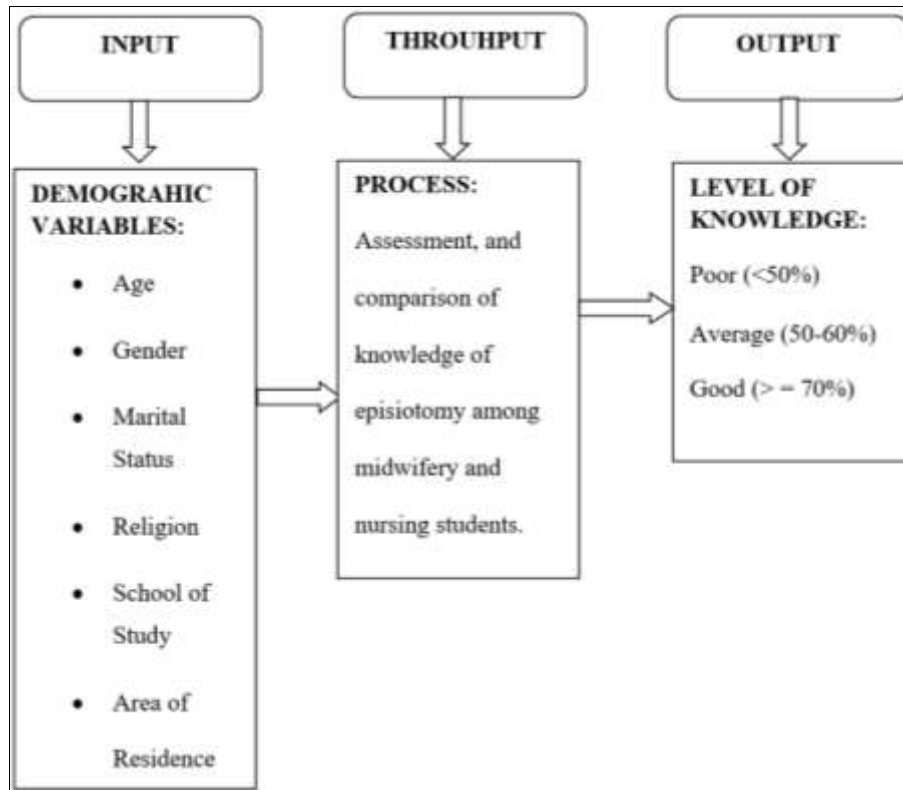 INPUT
THROUHPUT
OUTPUT
DEMOGRAHIC
VARIABLES:
• Age
• Gender
• Marital
Status
• Religion
• School of
Study
• Area of
Residence
PROCESS:
Assessment, and
comparison of
knowledge of
episiotomy among
midwifery and
nursing students.
LEVEL OF
KNOWLEDGE:
Poor (<50%)
Average (50-60%)
Good (> = 70%)